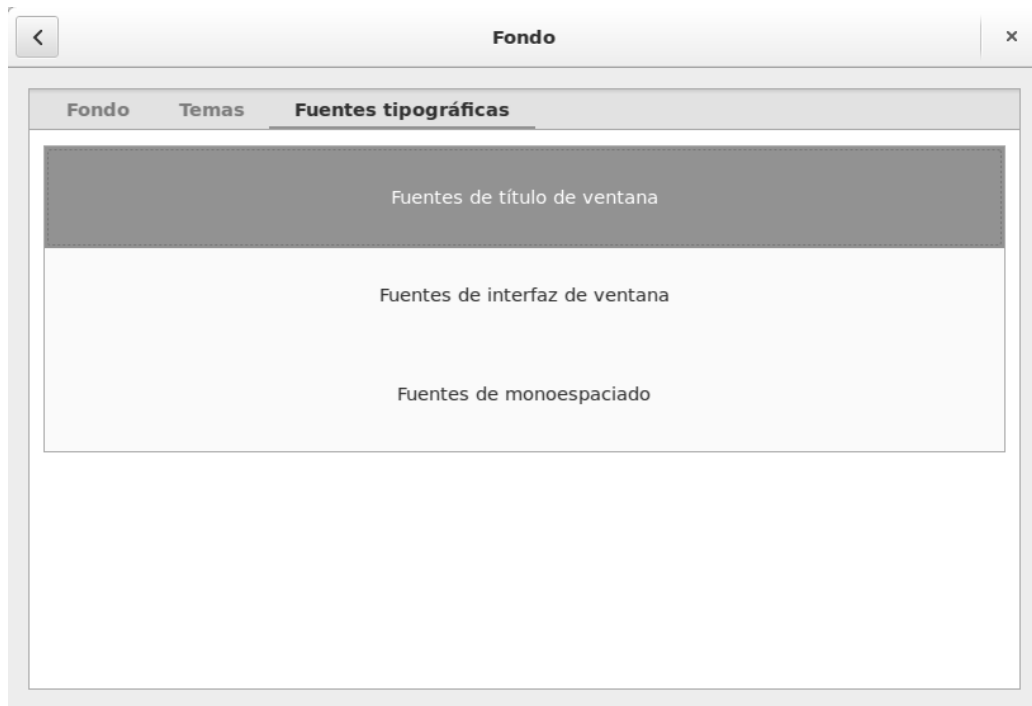 Fondo
Fondo Temas Fuentes tipográficas
Fuentes de título de ventana
Fuentes de interfaz de ventana
Fuentes de monoespaciado